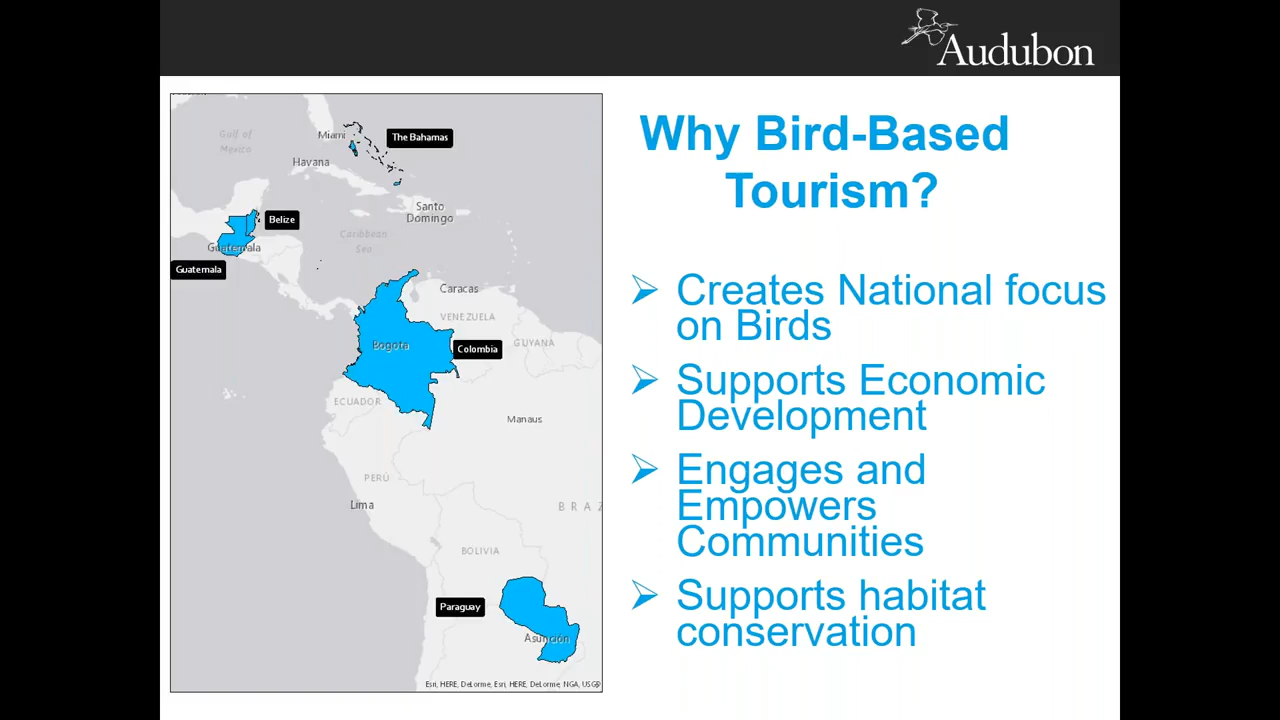 Audubon
Why Bird-Based
Tourism?
➢ Creates National focus
on Birds
➢ Supports Economic
Development
➢ Engages and
Empowers
Communities
➢ Supports habitat
conservation
Gulf of
Mexico
Miami
The Bahamas
Havana
Santo
Domingo
Belize
Caribbean
Sea
Guatemala
Guatemala
Caracas
VENEZUELA
GUYANA
Bogota
Colombia
ECUADOR
Manaus
PERU
Lima
BRAZ
BOLIVIA
Paraguay
Asunción
Esri, HERE, DeLorme, Esri, HERE, DeLorme, NGA, USGS